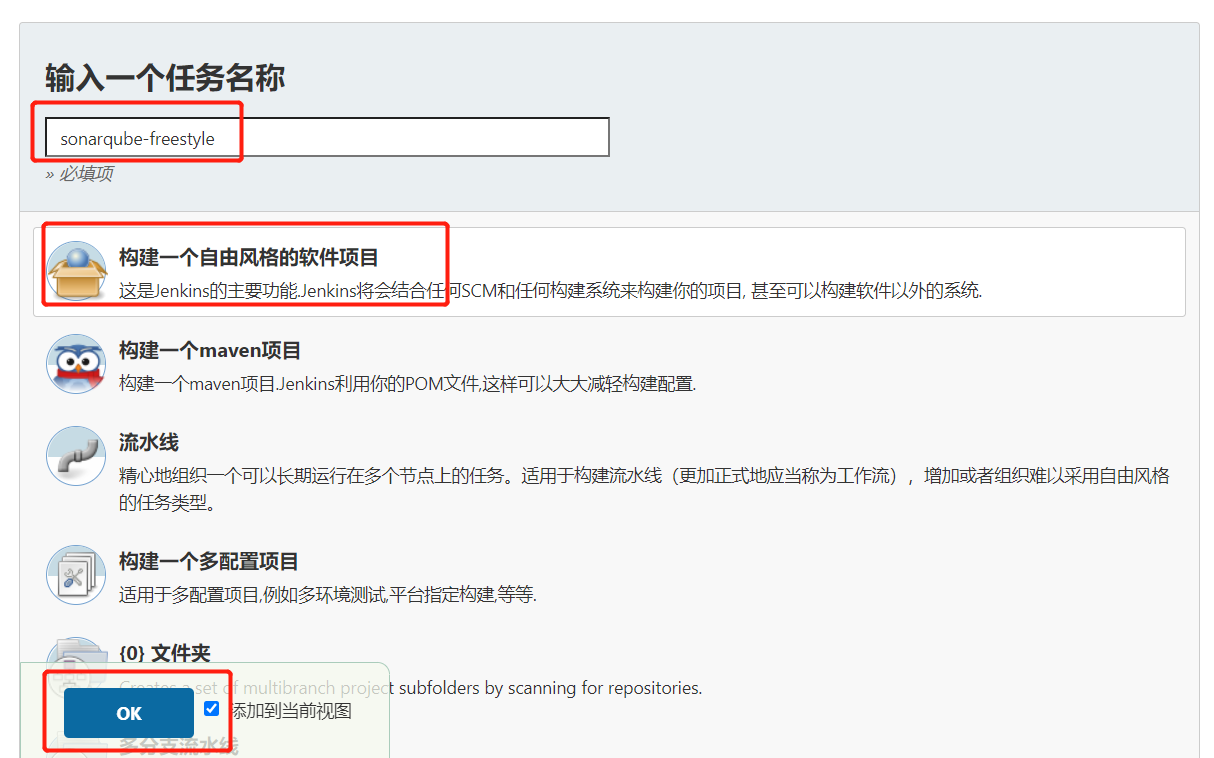 输入一个任务名称
sonarqube-freestyle
» 必填项
构建一个自由风格的软件项目
这是Jenkins的主要功能.Jenkins将会结合任何SCM和任何构建系统来构建你的项目, 甚至可以构建软件以外的系统.
构建一个maven项目
构建一个maven项目.Jenkins利用你的POM文件,这样可以大大减轻构建配置.
流水线
精心地组织一个可以长期运行在多个节点上的任务。适用于构建流水线（更加正式地应当称为工作流），增加或者组织难以采用自由风格
的任务类型。
构建一个多配置项目
适用于多配置项目,例如多环境测试,平台指定构建,等等.
{0} 文件夹
Creates a set of multibranch project subfolders by scanning for repositories.
OK
添加到当前视图
多分支流水线